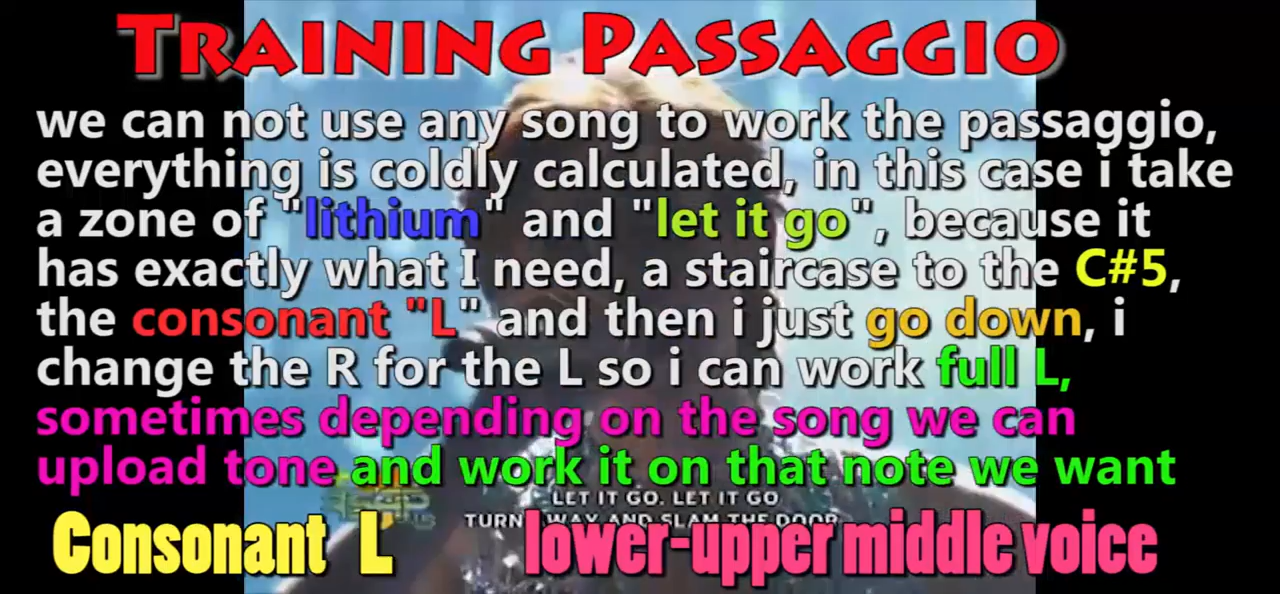 TRAINING PASSAGGIO
we can not use any song to work the passaggio,
everything is coldly calculated, in this case i take
a zone of "lithium" and "let it go", because it
has exactly what I need, a staircase to the C#5,
the consonant "L" and then i just go down, i
change the R for the L so i can work full L,
sometimes depending on the song we can
upload tone and work it on that note we want
LET IT GO. LET IT GO
TURN AWAY AND SLAM THE DOOR
Consonant L lower-upper middle voice